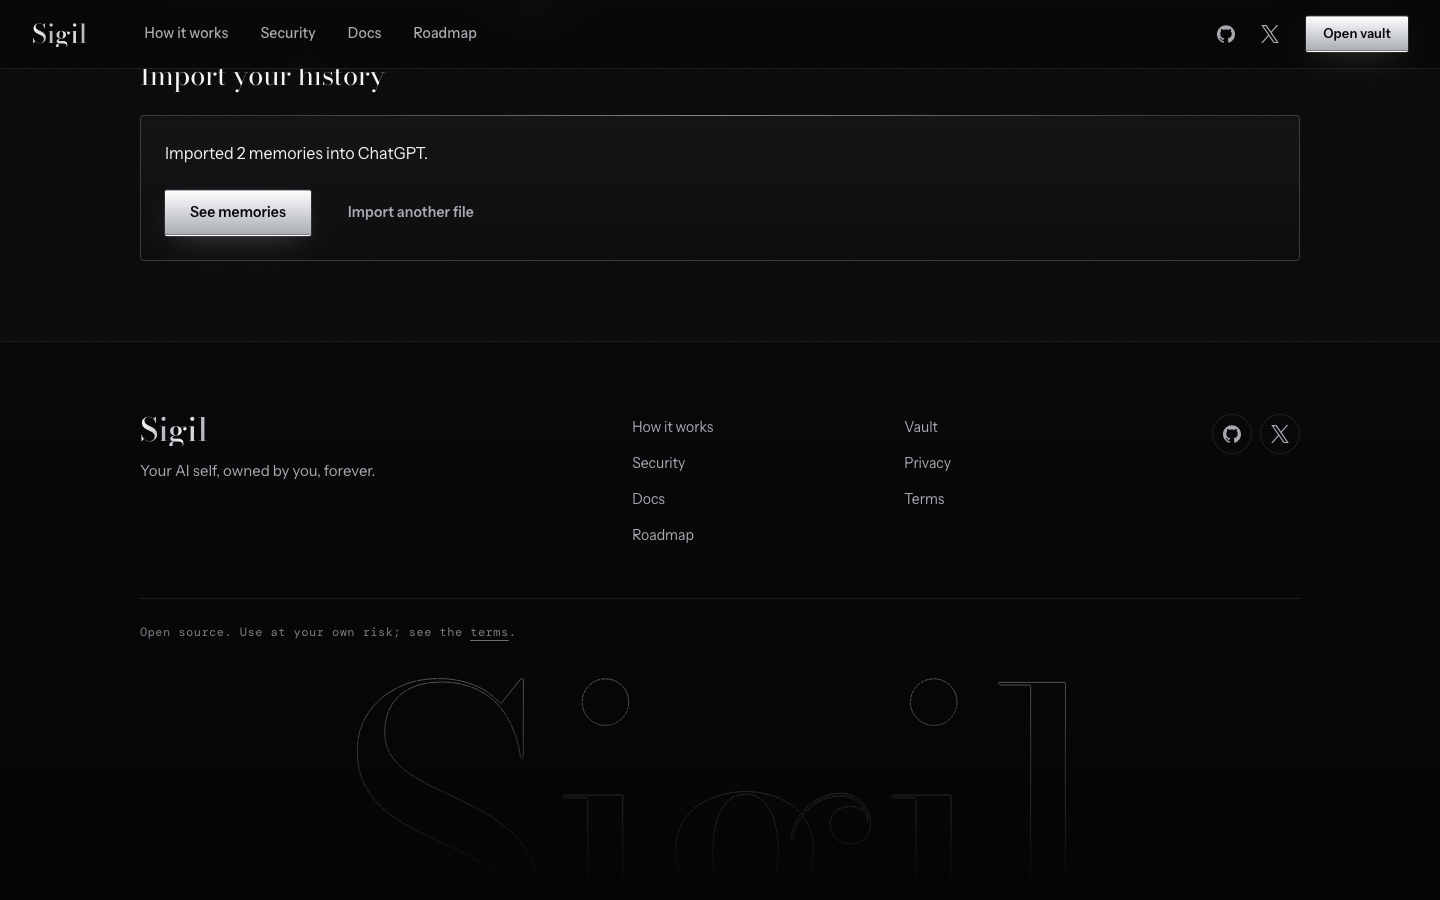 Sigil
How it works
Security
Docs
Roadmap
Open vault
Import your history
Imported 2 memories into ChatGPT.
See memories
Import another file
Sigil
Your AI self, owned by you, forever.
How it works
Security
Docs
Roadmap
Vault
Privacy
Terms
Open source. Use at your own risk; see the terms.
Sigil